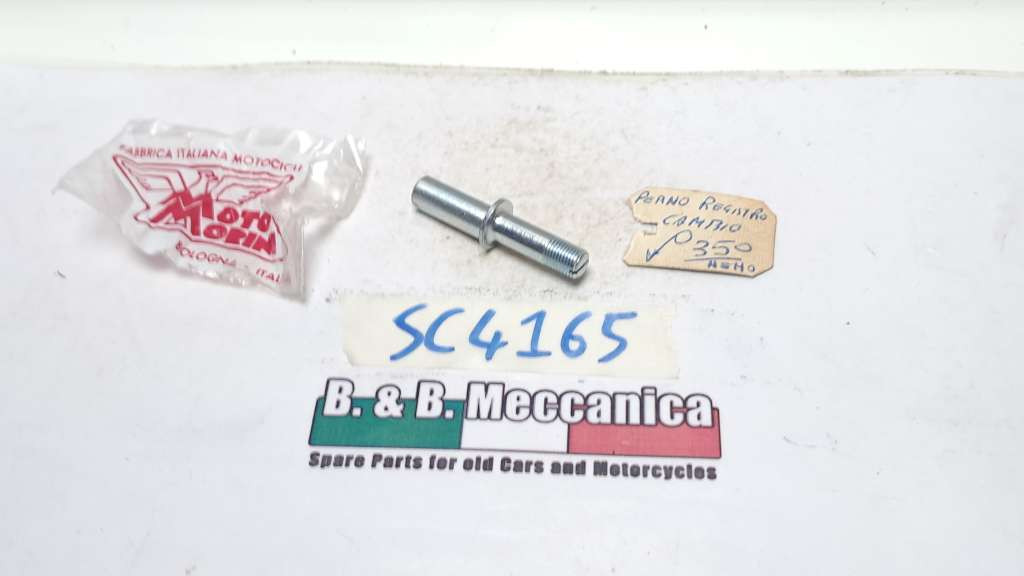 FABBRICA ITALIANA MOTOCICLI
MOTO
MORINI
BOLOGNA - ITAL
PERNO REGISTRO
CAMBIO
350
SC4165
B. & B. Meccanica
Spare Parts for old Cars and Motorcycles